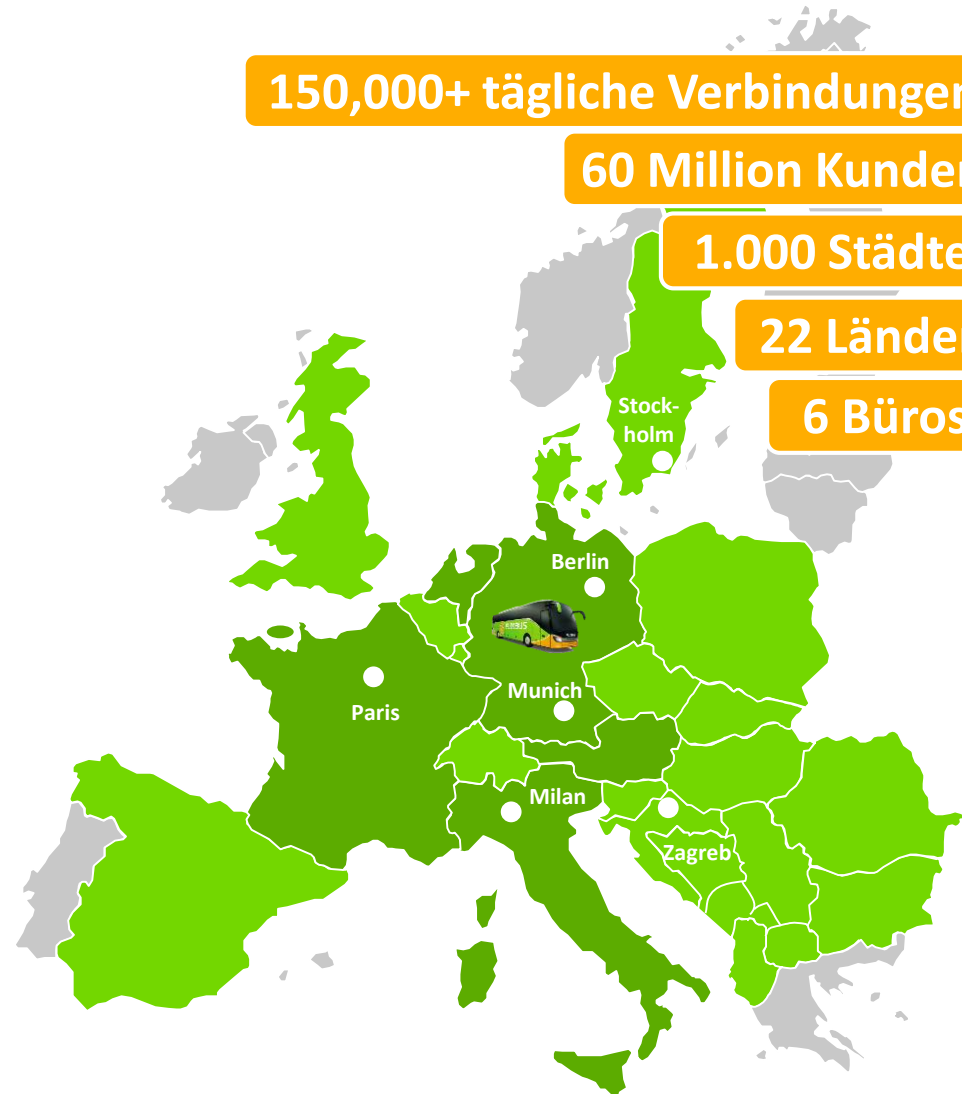 150,000+ tägliche Verbindungen
60 Million Kunden
1.000 Städte
22 Länder
6 Büros
Stock-
holm
Berlin
Munich
Paris
Milan
Zagreb